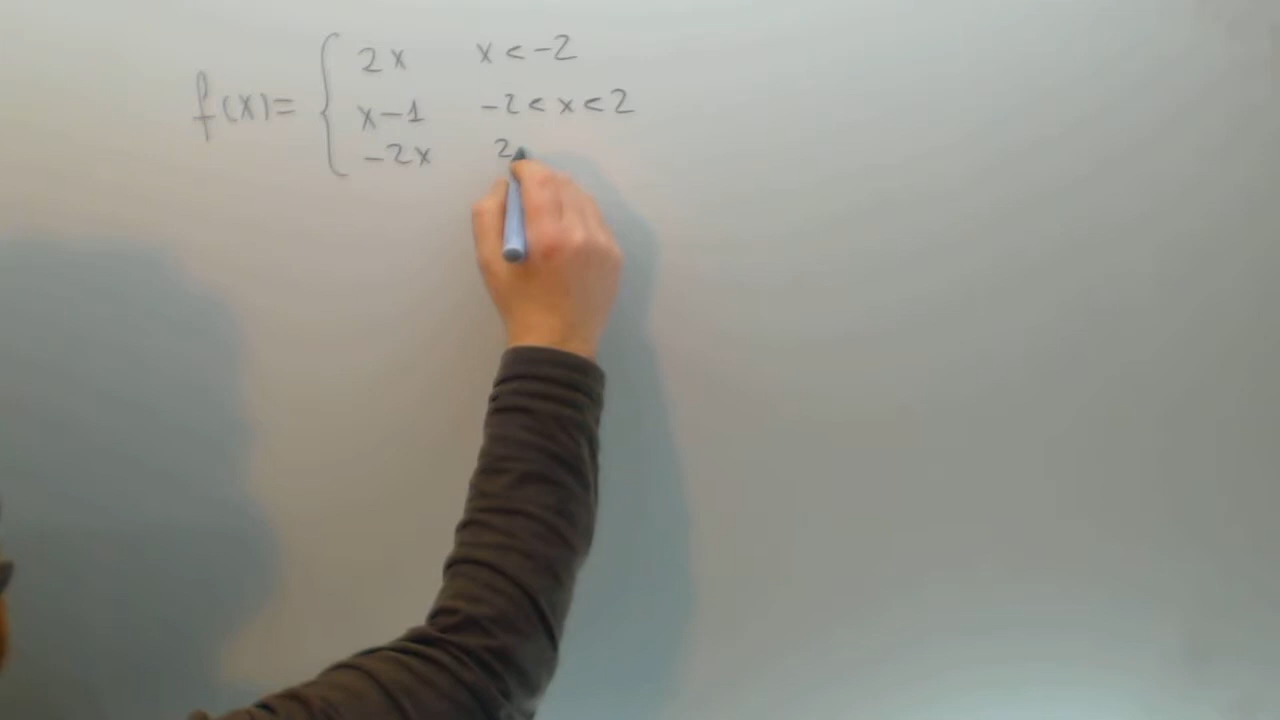 f(x)= { 2x x < -2
x-1 -2 < x < 2
-2x 2